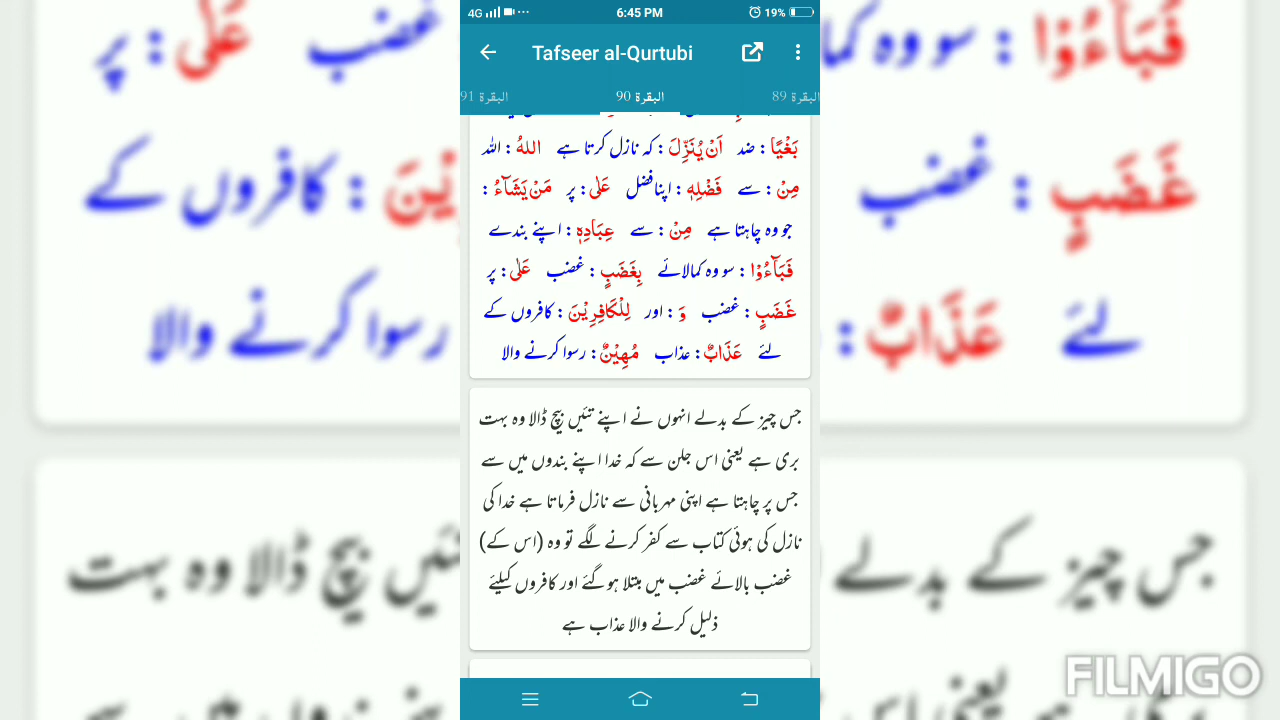 4G
6:45 PM
19%
Tafseer al-Qurtubi
البقرة 91
البقرة 90
البقرة 89
بَغْيًا : ضد اَنْ يُنَزِّلَ : کہ نازل کرتا ہے اللهُ : اللہ
مِنْ : سے فَضْلِهٖ : اپنا فضل عَلٰی : پر مَنْ يَشَآءُ :
جو وہ چاہتا ہے مِنْ : سے عِبَادِهٖ : اپنے بندے
فَبَآءُوْا : سو وہ کمالائے بِغَضَبٍ : غضب عَلٰی : پر
غَضَبٍ : غضب وَ : اور لِلْكَافِرِيْنَ : کافروں کے
لئے عَذَابٌ : عذاب مُهِيْنٌ : رسوا کرنے والا
جس چیز کے بدلے انہوں نے اپنے تئیں بیچ ڈالا وہ بہت
بری ہے یعنی اس جلن سے کہ خدا اپنے بندوں میں سے
جس پر چاہتا ہے اپنی مہربانی سے نازل فرماتا ہے خدا کی
نازل کی ہوئی کتاب سے کفر کرنے لگے تو وہ (اس کے)
غضب بالائے غضب میں مبتلا ہو گئے اور کافروں کیلئے
ذلیل کرنے والا عذاب ہے
FILMIGO